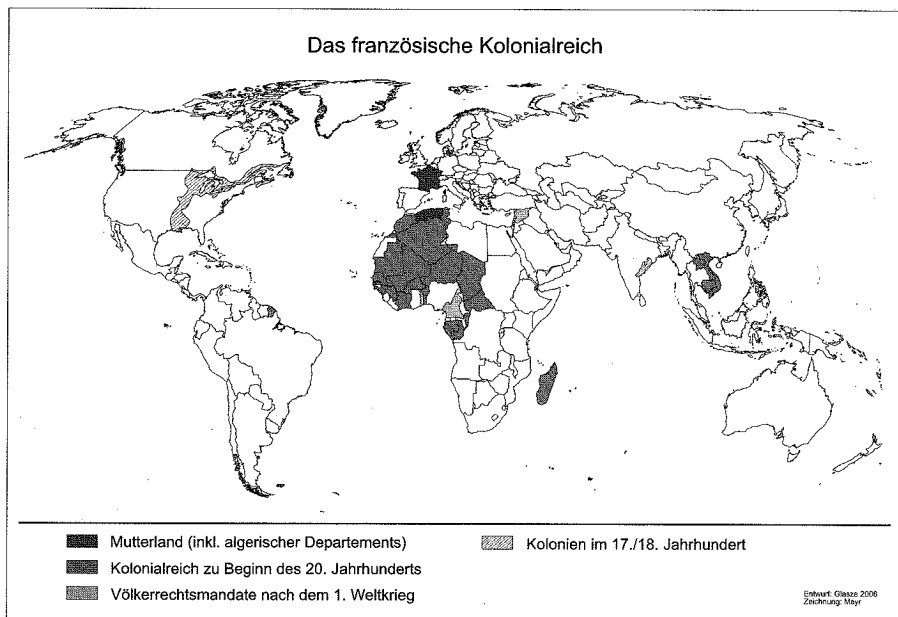 Das französische Kolonialreich
Mutterland (inkl. algerischer Departements)
Kolonialreich zu Beginn des 20. Jahrhunderts
Völkerrechtsmandate nach dem 1. Weltkrieg
Kolonien im 17./18. Jahrhundert
Entwurf: Glasze 2006
Zeichnung: Mayr